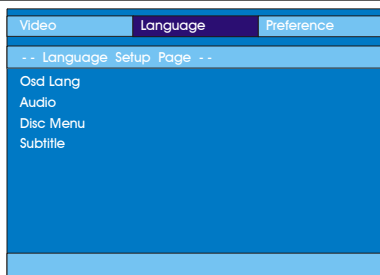 Video Language Preference
-- Language Setup Page --
Osd Lang
Audio
Disc Menu
Subtitle